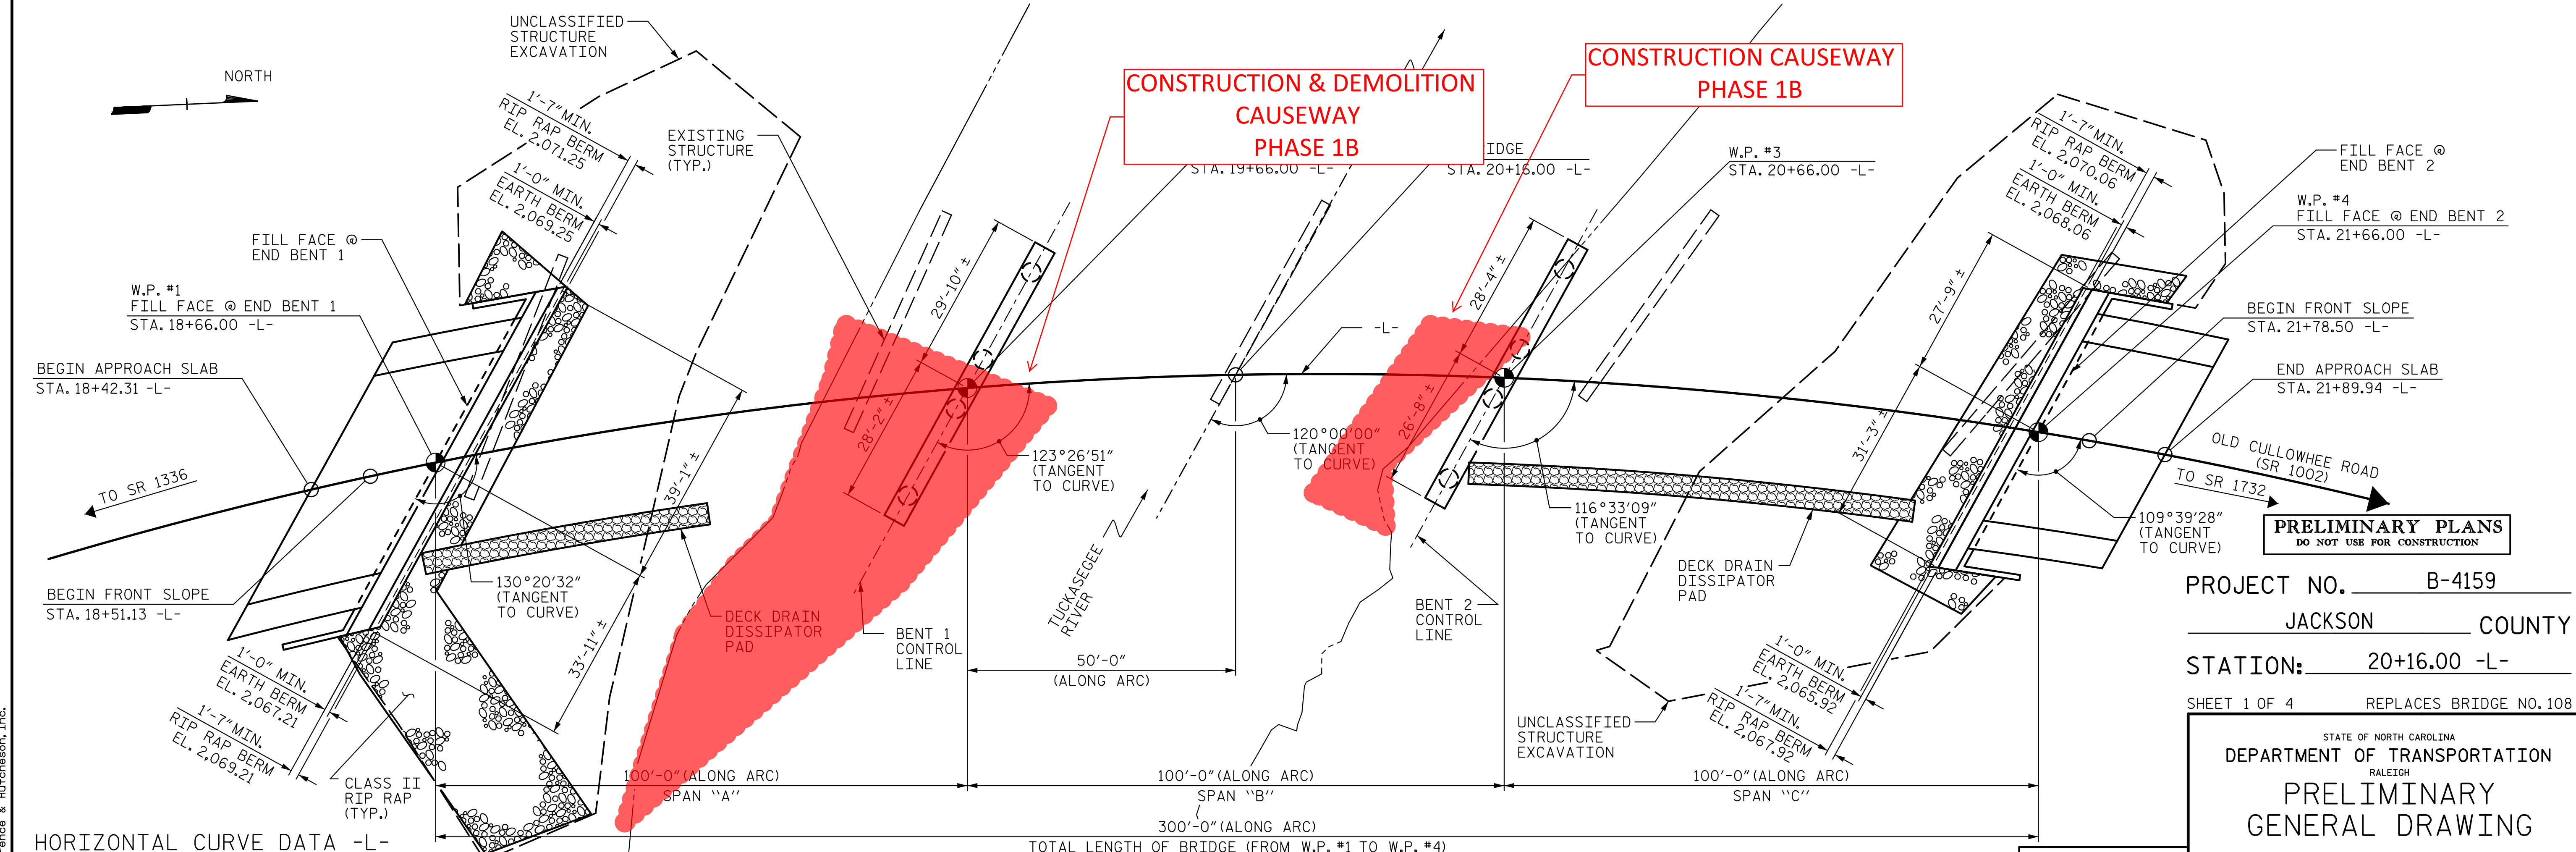 UNCLASSIFIED
STRUCTURE
EXCAVATION
NORTH
1'-7" MIN.
RIP RAP BERM
EL. 2,071.25
1'-0" MIN.
EARTH BERM
EL. 2,069.25
EXISTING
STRUCTURE
(TYP.)
CONSTRUCTION & DEMOLITION
CAUSEWAY
PHASE 1B
CONSTRUCTION CAUSEWAY
PHASE 1B
STA. 19+66.00 -L-
IDGE
STA. 20+16.00 -L-
W.P. #3
STA. 20+66.00 -L-
1'-7" MIN.
RIP RAP BERM
EL. 2,070.06
1'-0" MIN.
EARTH BERM
EL. 2,068.06
FILL FACE @
END BENT 2
W.P. #4
FILL FACE @ END BENT 2
STA. 21+66.00 -L-
FILL FACE @
END BENT 1
W.P. #1
FILL FACE @ END BENT 1
STA. 18+66.00 -L-
BEGIN APPROACH SLAB
STA. 18+42.31 -L-
29'-10" ±
28'-2" ±
-L-
28'-4" ±
26'-8" ±
27'-9" ±
31'-3" ±
BEGIN FRONT SLOPE
STA. 21+78.50 -L-
END APPROACH SLAB
STA. 21+89.94 -L-
TO SR 1336
OLD CULLOWHEE ROAD
(SR 1002)
TO SR 1732
39'-1" ±
33'-11" ±
123°26'51"
(TANGENT
TO CURVE)
120°00'00"
(TANGENT
TO CURVE)
116°33'09"
(TANGENT
TO CURVE)
109°39'28"
(TANGENT
TO CURVE)
130°20'32"
(TANGENT
TO CURVE)
BEGIN FRONT SLOPE
STA. 18+51.13 -L-
DECK DRAIN
DISSIPATOR
PAD
BENT 1
CONTROL
LINE
TUCKASEGEE
RIVER
50'-0"
(ALONG ARC)
BENT 2
CONTROL
LINE
DECK DRAIN
DISSIPATOR
PAD
UNCLASSIFIED
STRUCTURE
EXCAVATION
1'-0" MIN.
EARTH BERM
EL. 2,067.21
1'-7" MIN.
RIP RAP BERM
EL. 2,069.21
1'-0" MIN.
EARTH BERM
EL. 2,065.92
1'-7" MIN.
RIP RAP BERM
EL. 2,067.92
CLASS II
RIP RAP
(TYP.)
100'-0" (ALONG ARC)
SPAN "A"
100'-0" (ALONG ARC)
SPAN "B"
100'-0" (ALONG ARC)
SPAN "C"
300'-0" (ALONG ARC)
TOTAL LENGTH OF BRIDGE (FROM W.P. #1 TO W.P. #4)
HORIZONTAL CURVE DATA -L-
PRELIMINARY PLANS
DO NOT USE FOR CONSTRUCTION
PROJECT NO. B-4159
JACKSON COUNTY
STATION: 20+16.00 -L-
SHEET 1 OF 4 REPLACES BRIDGE NO. 108
STATE OF NORTH CAROLINA
DEPARTMENT OF TRANSPORTATION
RALEIGH
PRELIMINARY
GENERAL DRAWING
& Hutcheson, Inc.